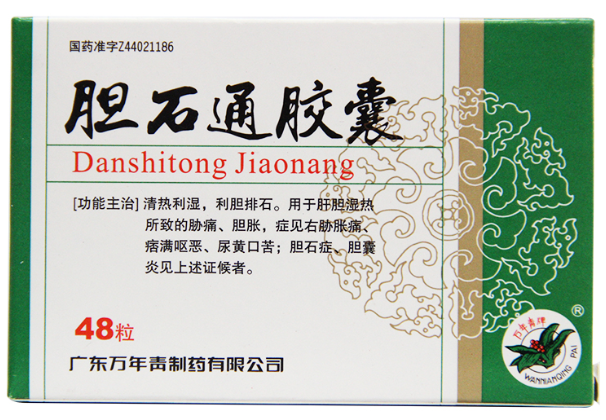 国药准字Z44021186
胆石通胶囊
Danshitong Jiaonang
[功能主治] 清热利湿，利胆排石。用于肝胆湿热
所致的胁痛、胆胀，症见右胁胀痛、
痞满呕恶、尿黄口苦；胆石症、胆囊
炎见上述证候者。
48粒
广东万年青制药有限公司
万年青牌
®
WANNIANQING PAI